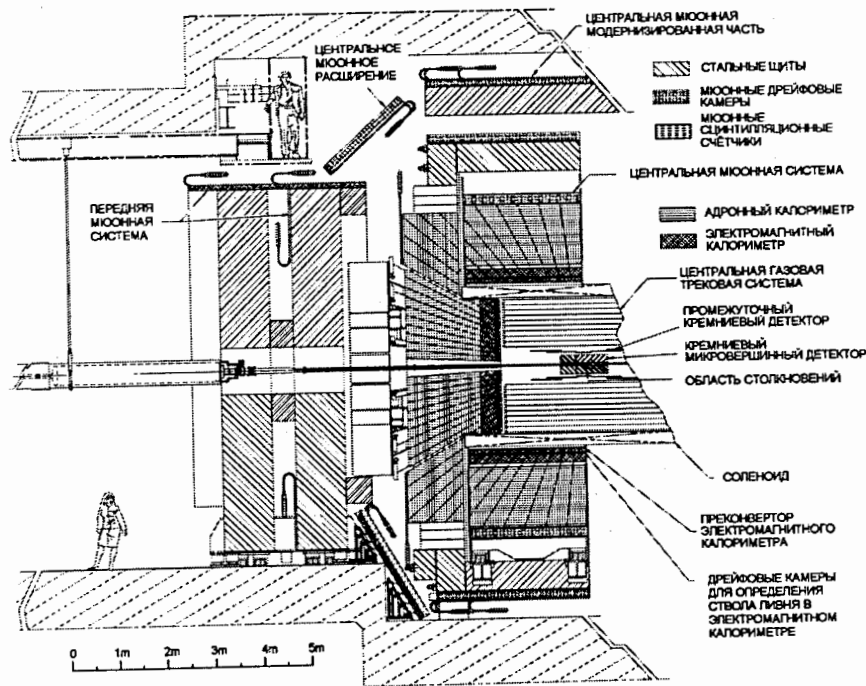 ЦЕНТРАЛЬНАЯ МЮОННАЯ
МОДЕРНИЗИРОВАННАЯ ЧАСТЬ
ЦЕНТРАЛЬНСЕ
МЮОННОЕ
РАСШИРЕНИЕ
СТАЛЬНЫЕ ЩИТЫ
МЮОННЫЕ ДРЕЙФОВЫЕ
КАМЕРЫ
МЮОННЫЕ
СЦИНТИЛЛЯЦИОННЫЕ
СЧЁТЧИКИ
ЦЕНТРАЛЬНАЯ МЮОННАЯ СИСТЕМА
ПЕРЕДНЯЯ
МЮОННАЯ
СИСТЕМА
АДРОННЫЙ КАЛОРИМЕТР
ЭЛЕКТРОМАГНИТНЫЙ
КАЛОРИМЕТР
ЦЕНТРАЛЬНАЯ ГАЗОВАЯ
ТРЕКОВАЯ СИСТЕМА
ПРОМЕЖУТОЧНЫЙ
КРЕМНИЕВЫЙ ДЕТЕКТОР
КРЕМНИЕВЫЙ
МИКРОВЕРШИННЫЙ ДЕТЕКТОР
ОБЛАСТЬ СТОЛКНОВЕНИЙ
СОЛЕНОИД
ПРЕКОНВЕРТОР
ЭЛЕКТРОМАГНИТНОГО
КАЛОРИМЕТРА
ДРЕЙФОВЫЕ КАМЕРЫ
ДЛЯ ОПРЕДЕЛЕНИЯ
СТВОЛА ЛИВНЯ В
ЭЛЕКТРОМАГНИТНОМ
КАЛОРИМЕТРЕ
0 1m 2m 3m 4m 5m